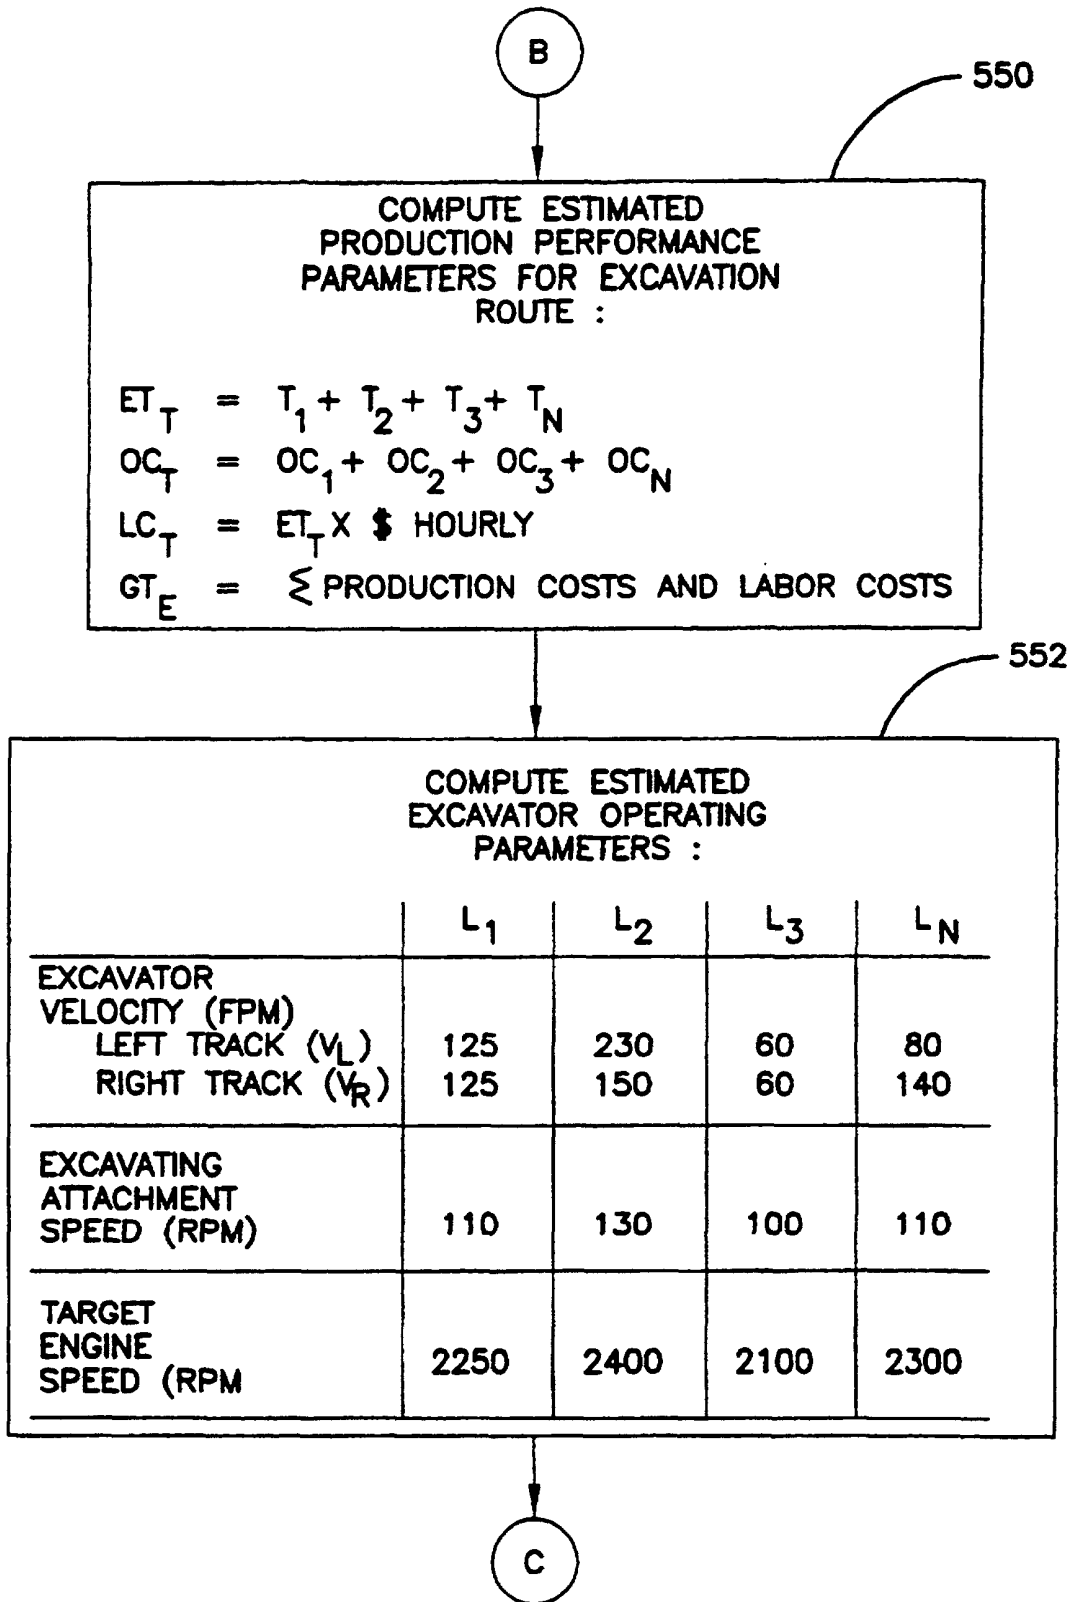 B
550
COMPUTE ESTIMATED
PRODUCTION PERFORMANCE
PARAMETERS FOR EXCAVATION
ROUTE :
ET_T = T_1 + T_2 + T_3 + T_N
OC_T = OC_1 + OC_2 + OC_3 + OC_N
LC_T = ET_T X $ HOURLY
GT_E = Σ PRODUCTION COSTS AND LABOR COSTS
552
COMPUTE ESTIMATED
EXCAVATOR OPERATING
PARAMETERS :
L_1 L_2 L_3 L_N
EXCAVATOR
VELOCITY (FPM)
LEFT TRACK (V_L) 125 230 60 80
RIGHT TRACK (V_R) 125 150 60 140
EXCAVATING
ATTACHMENT
SPEED (RPM) 110 130 100 110
TARGET
ENGINE
SPEED (RPM 2250 2400 2100 2300
C